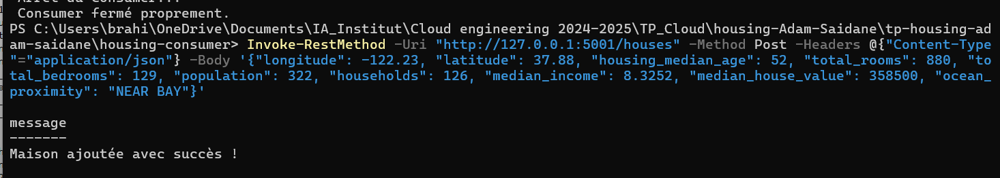 Consumer fermé proprement.
PS C:\Users\brahi\OneDrive\Documents\IA_Institut\Cloud engineering 2024-2025\TP_Cloud\housing-Adam-Saidane\tp-housing-ad
am-saidane\housing-consumer> Invoke-RestMethod -Uri "http://127.0.0.1:5001/houses" -Method Post -Headers @{"Content-Type
"="application/json"} -Body '{"longitude": -122.23, "latitude": 37.88, "housing_median_age": 52, "total_rooms": 880, "to
tal_bedrooms": 129, "population": 322, "households": 126, "median_income": 8.3252, "median_house_value": 358500, "ocean_
proximity": "NEAR BAY"}'
message
-------
Maison ajoutée avec succès !